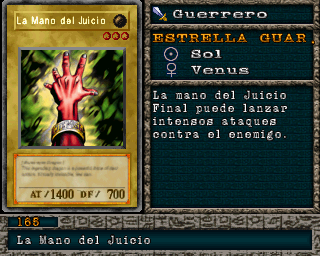 La Mano del Juicio
Guerrero
ESTRELLA GUAR.
Sol
Venus
La mano del Juicio
Final puede lanzar
intensos ataques
contra el enemigo.
AT/1400 DF/ 700
165
La Mano del Juicio